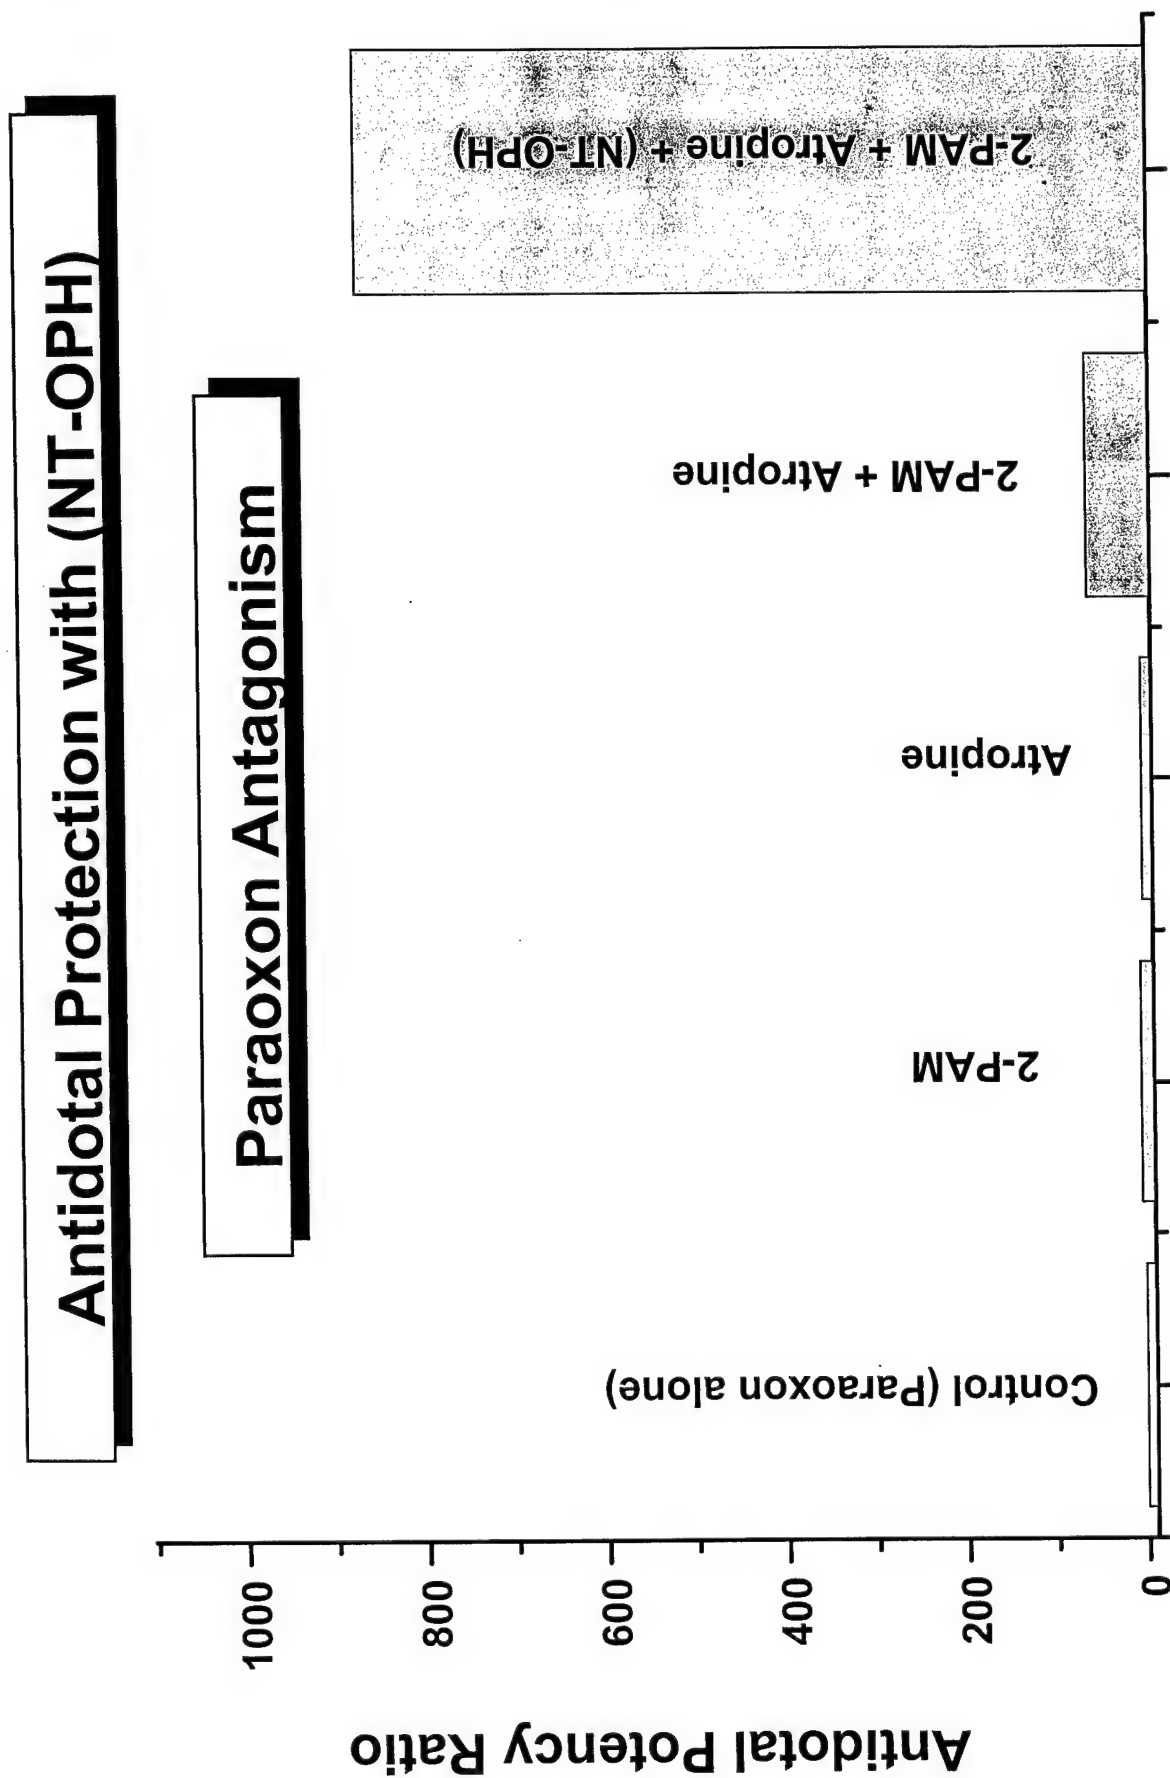 Antidotal Protection with (NT-OPH)
Paraoxon Antagonism
Antidotal Potency Ratio
1000
800
600
400
200
0
Control (Paraoxon alone)
2-PAM
Atropine
2-PAM + Atropine
2-PAM + Atropine + (NT-OPH)